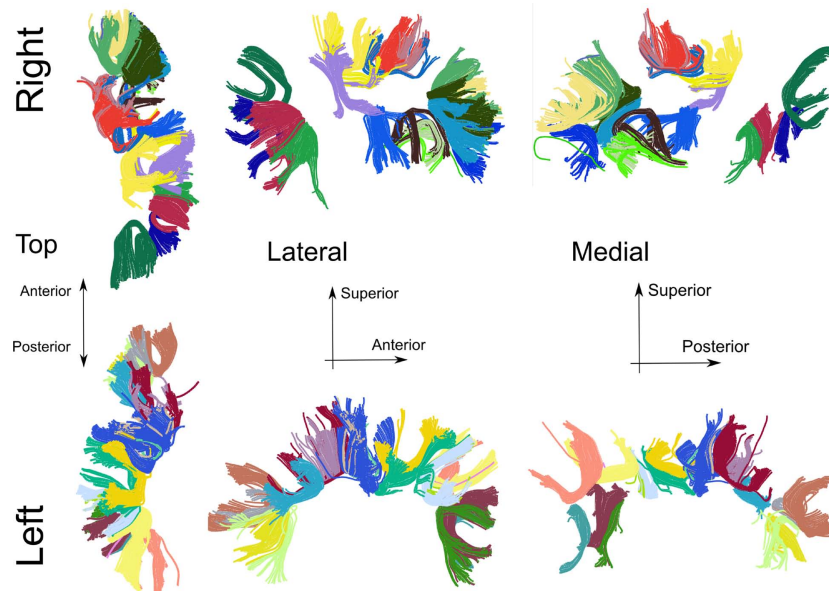 Right
Top
Lateral
Medial
Anterior
Posterior
Superior
Anterior
Superior
Posterior
Left